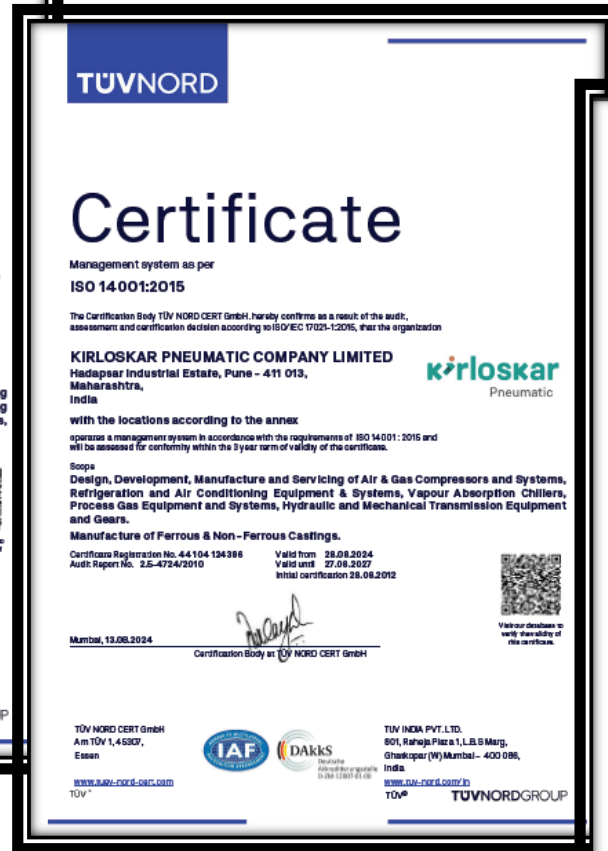 TÜVNORD
Certificate
Management system as per
ISO 14001:2015
The Certification Body TÜV NORD CERT GmbH. hereby confirms as a result of the audit,
assessment and certification decision according to ISO/IEC 17021-1:2015, that the organization
KIRLOSKAR PNEUMATIC COMPANY LIMITED
Hadapsar Industrial Estate, Pune - 411 013,
Maharashtra,
India
kirloskar
Pneumatic
with the locations according to the annex
operates a management system in accordance with the requirements of ISO 14001 : 2015 and
will be assessed for conformity within the 3 year term of validity of the certificate.
Scope
Design, Development, Manufacture and Servicing of Air & Gas Compressors and Systems,
Refrigeration and Air Conditioning Equipment & Systems, Vapour Absorption Chillers,
Process Gas Equipment and Systems, Hydraulic and Mechanical Transmission Equipment
and Gears.
Manufacture of Ferrous & Non-Ferrous Castings.
Certificate Registration No. 44 104 124386
Audit Report No. 2.5-4724/2010
Valid from 28.08.2024
Valid until 27.08.2027
Initial certification 28.08.2012
Visit our database to
verify the validity of
this certificate.
Mumbai, 13.08.2024
Certification Body at TÜV NORD CERT GmbH
TÜV NORD CERT GmbH
Am TÜV 1, 45307,
Essen
www.tuev-nord-cert.com
TÜV
IAF
DAkkS
Deutsche
Akkreditierungsstelle
D-ZM-12007-01-00
TUV INDIA PVT. LTD.
801, Raheja Plaza 1, L.B.S Marg,
Ghatkopar (W) Mumbai - 400 086,
India
www.tuv-nord.com/in
TÜV®
TÜVNORDGROUP